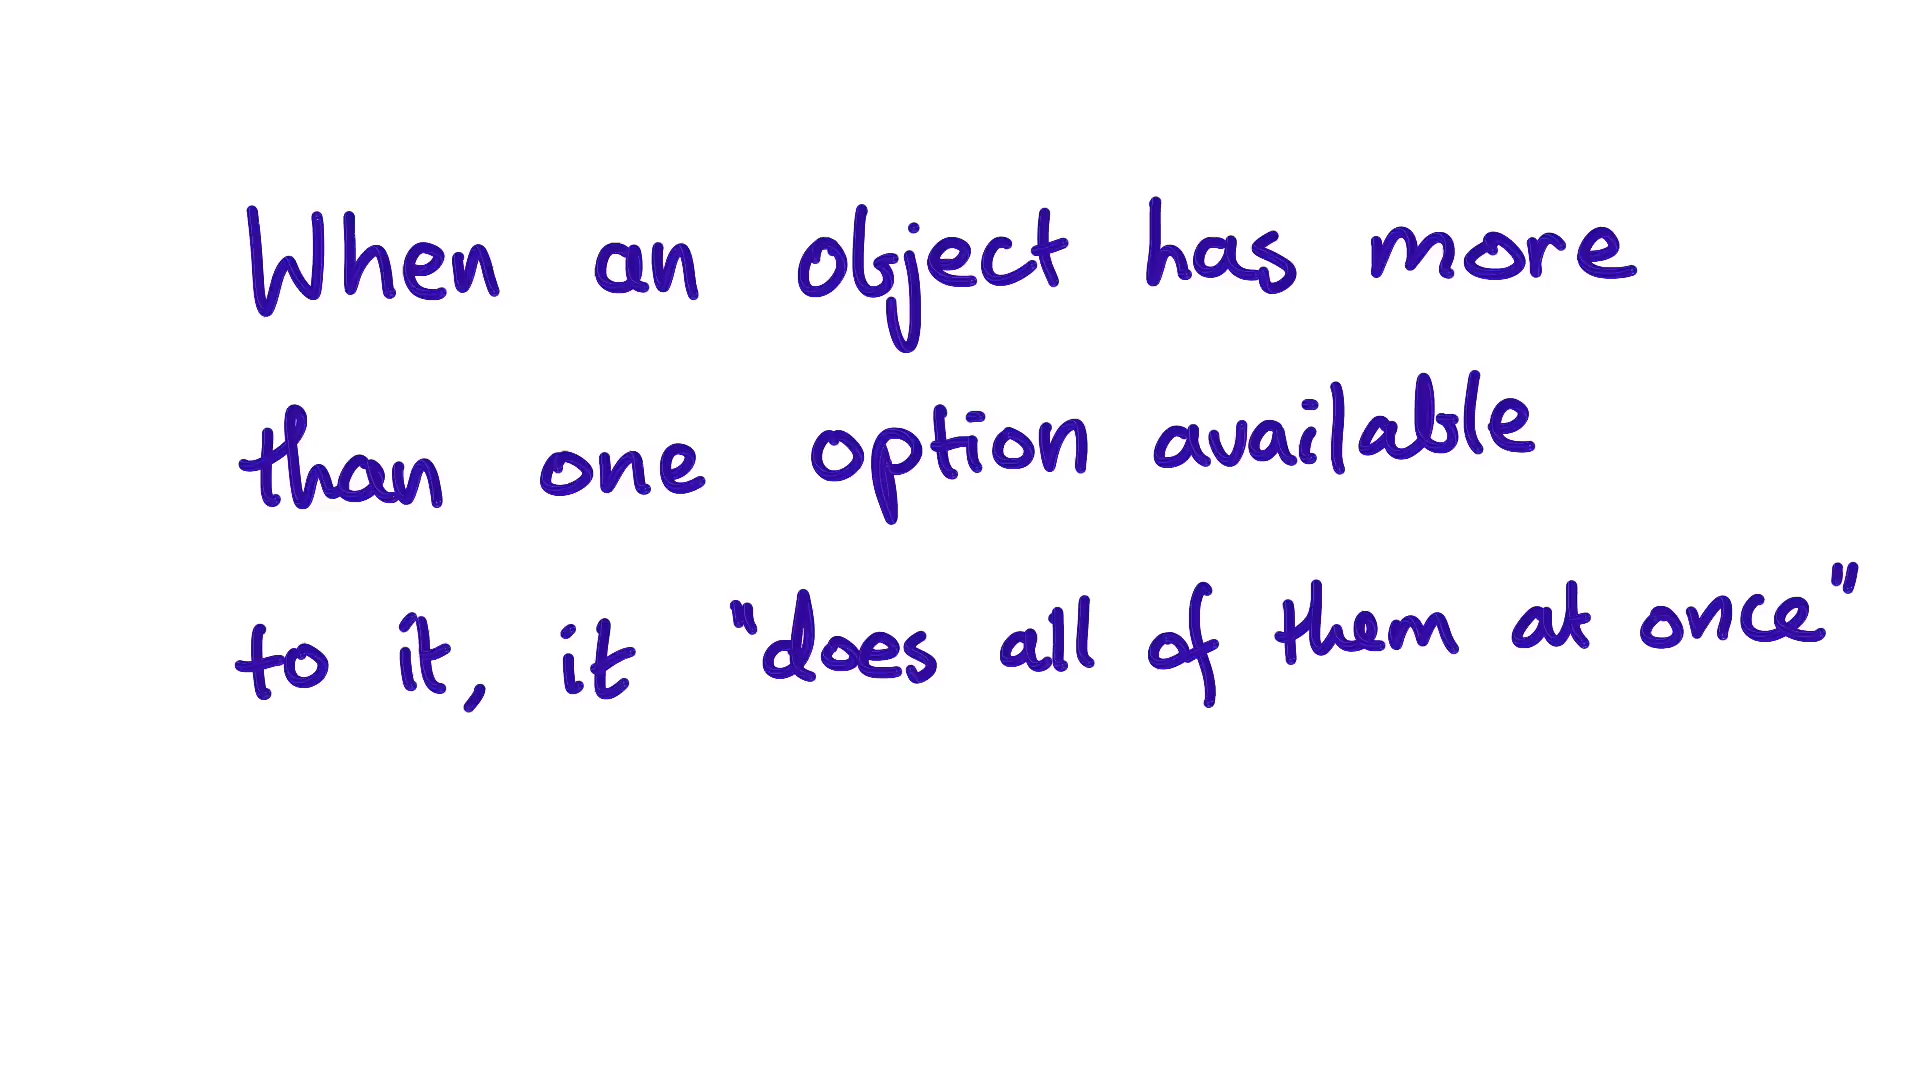 When an object has more
than one option available
to it, it "does all of them at once"